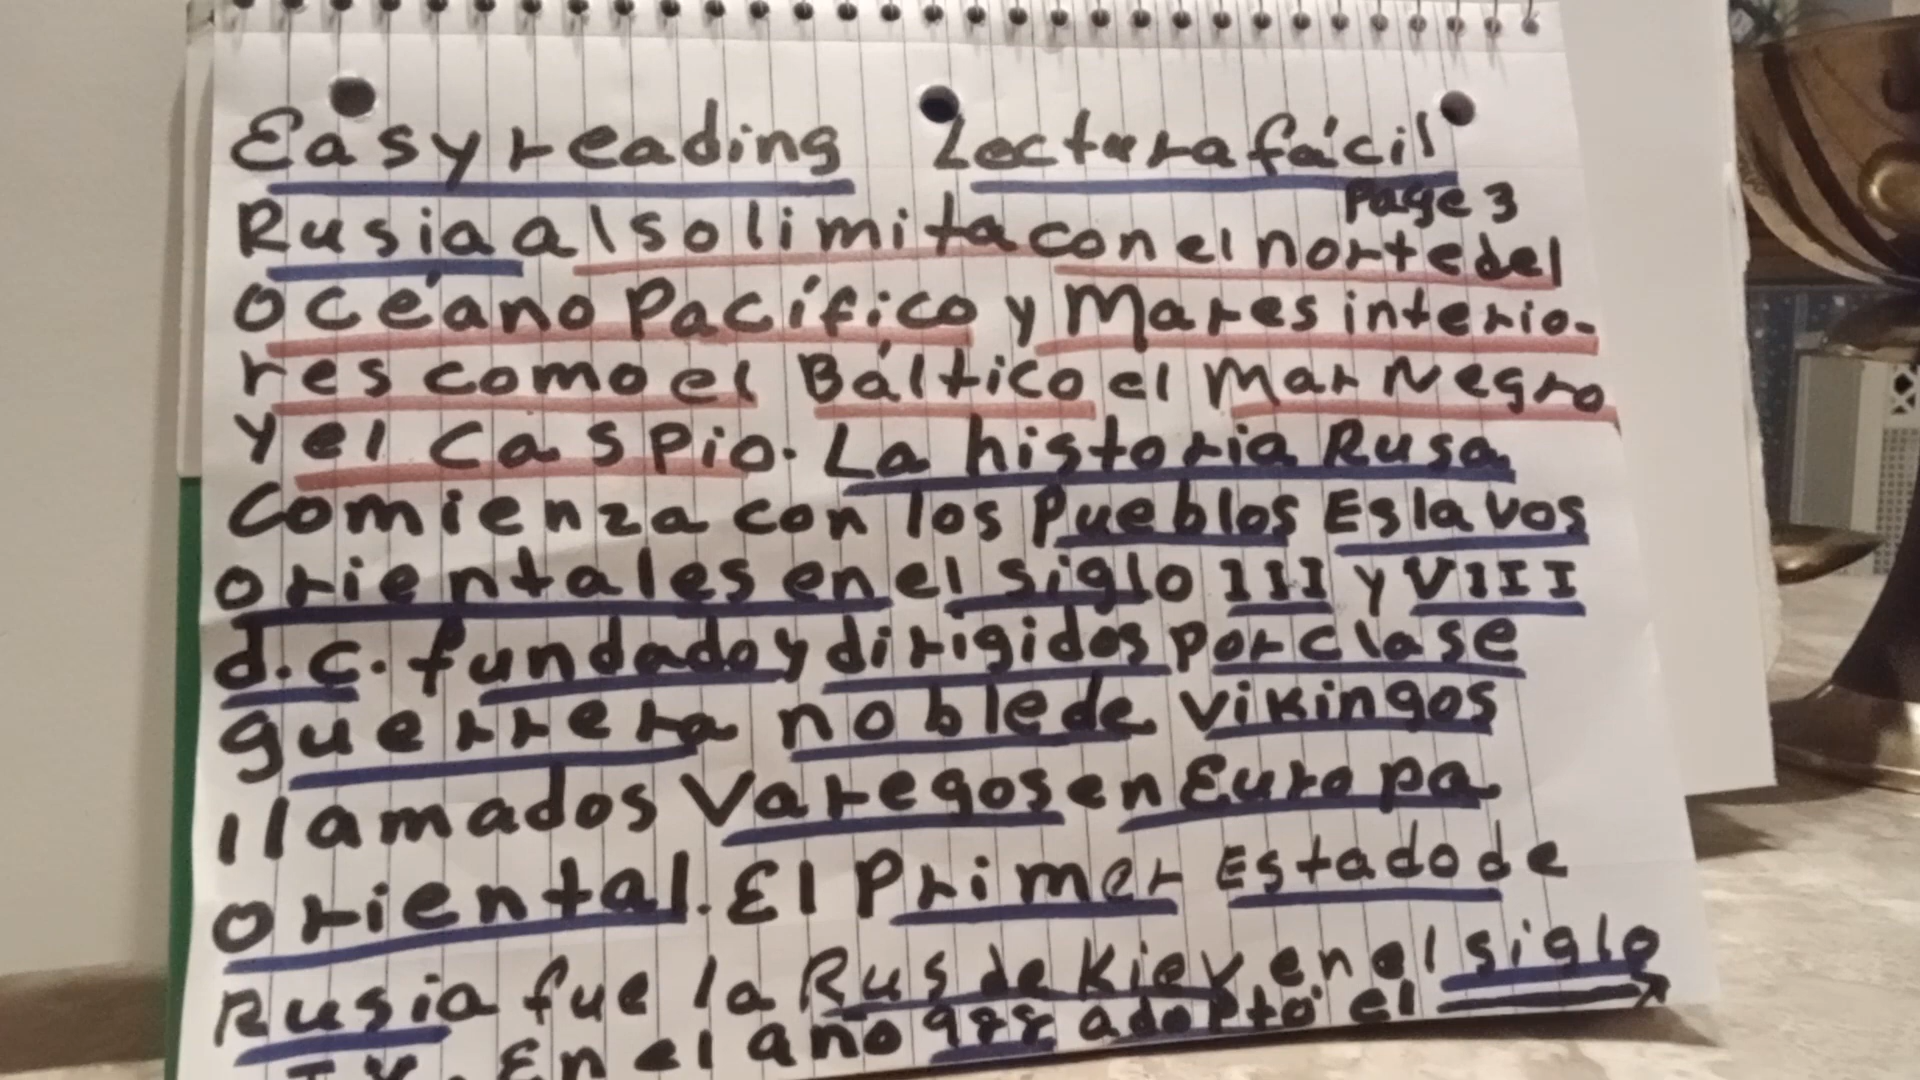 Easy reading Lectura fácil
Page 3
Rusia also limita con el norte del
Océano Pacífico y Mares interio-
res como el Báltico el Mar Negro
y el Caspio. La historia Rusa
Comienza con los Pueblos Eslavos
orientales en el siglo III y VIII
d.C. fundado y dirigidos por clase
guerrera noble de vikingos
llamados Varegos en Europa
oriental. El Primer Estado de
Rusia fue la Rus de Kiev en el siglo
IX. En el año 988 adoptó el